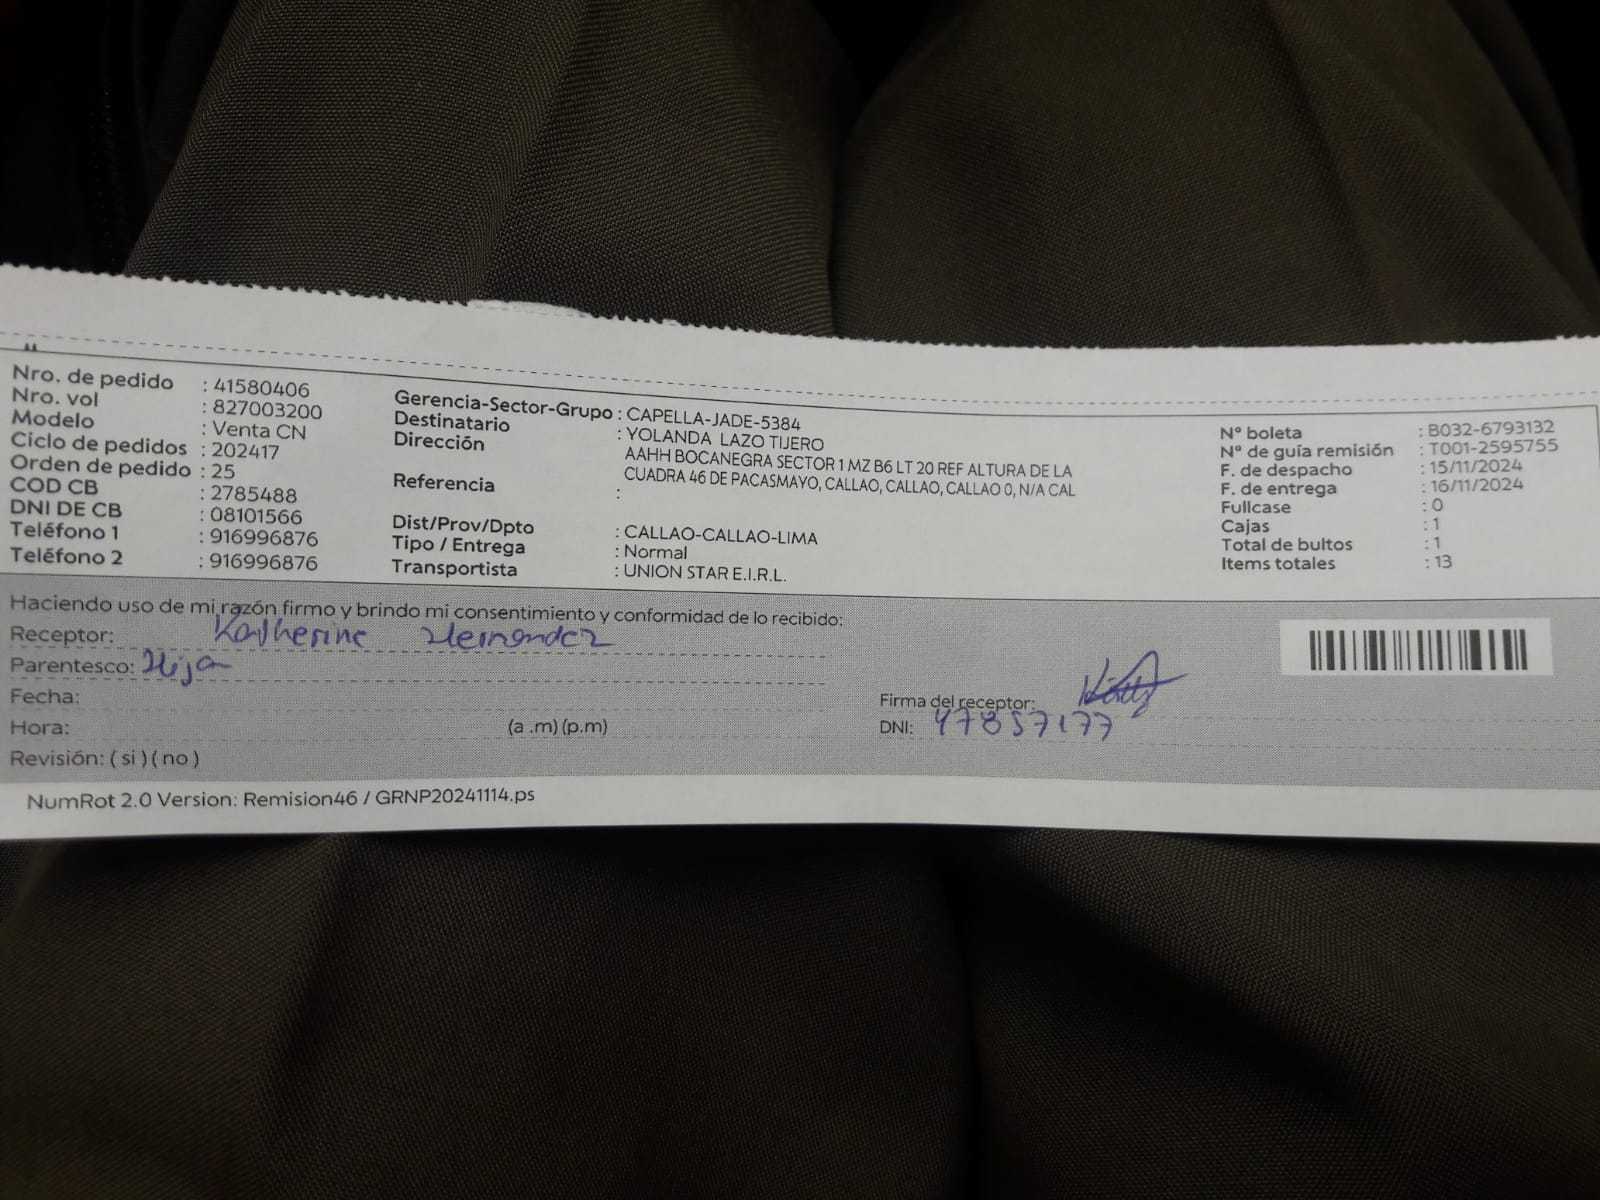 Nro. de pedido : 41580406
Nro. vol : 827003200
Modelo : Venta CN
Ciclo de pedidos : 202417
Orden de pedido : 25
COD CB : 2785488
DNI DE CB : 08101566
Teléfono 1 : 916996876
Teléfono 2 : 916996876
Gerencia-Sector-Grupo : CAPELLA-JADE-5384
Destinatario : YOLANDA LAZO TIJERO
Dirección AAHH BOCANEGRA SECTOR 1 MZ B6 LT 20 REF ALTURA DE LA
CUADRA 46 DE PACASMAYO, CALLAO, CALLAO, CALLAO 0, N/A CAL
Referencia :
Dist/Prov/Dpto : CALLAO-CALLAO-LIMA
Tipo / Entrega : Normal
Transportista : UNION STAR E.I.R.L.
N° boleta : B032-6793132
N° de guía remisión : T001-2595755
F. de despacho : 15/11/2024
F. de entrega : 16/11/2024
Fullcase : 0
Cajas : 1
Total de bultos : 1
Items totales : 13
Haciendo uso de mi razón firmo y brindo mi consentimiento y conformidad de lo recibido:
Receptor: Katherine Hernandez
Parentesco: Hija
Fecha:
Hora: (a .m) (p.m)
Revisión: ( si ) ( no )
Firma del receptor:
DNI: 47857177
NumRot 2.0 Version: Remision46 / GRNP20241114.ps